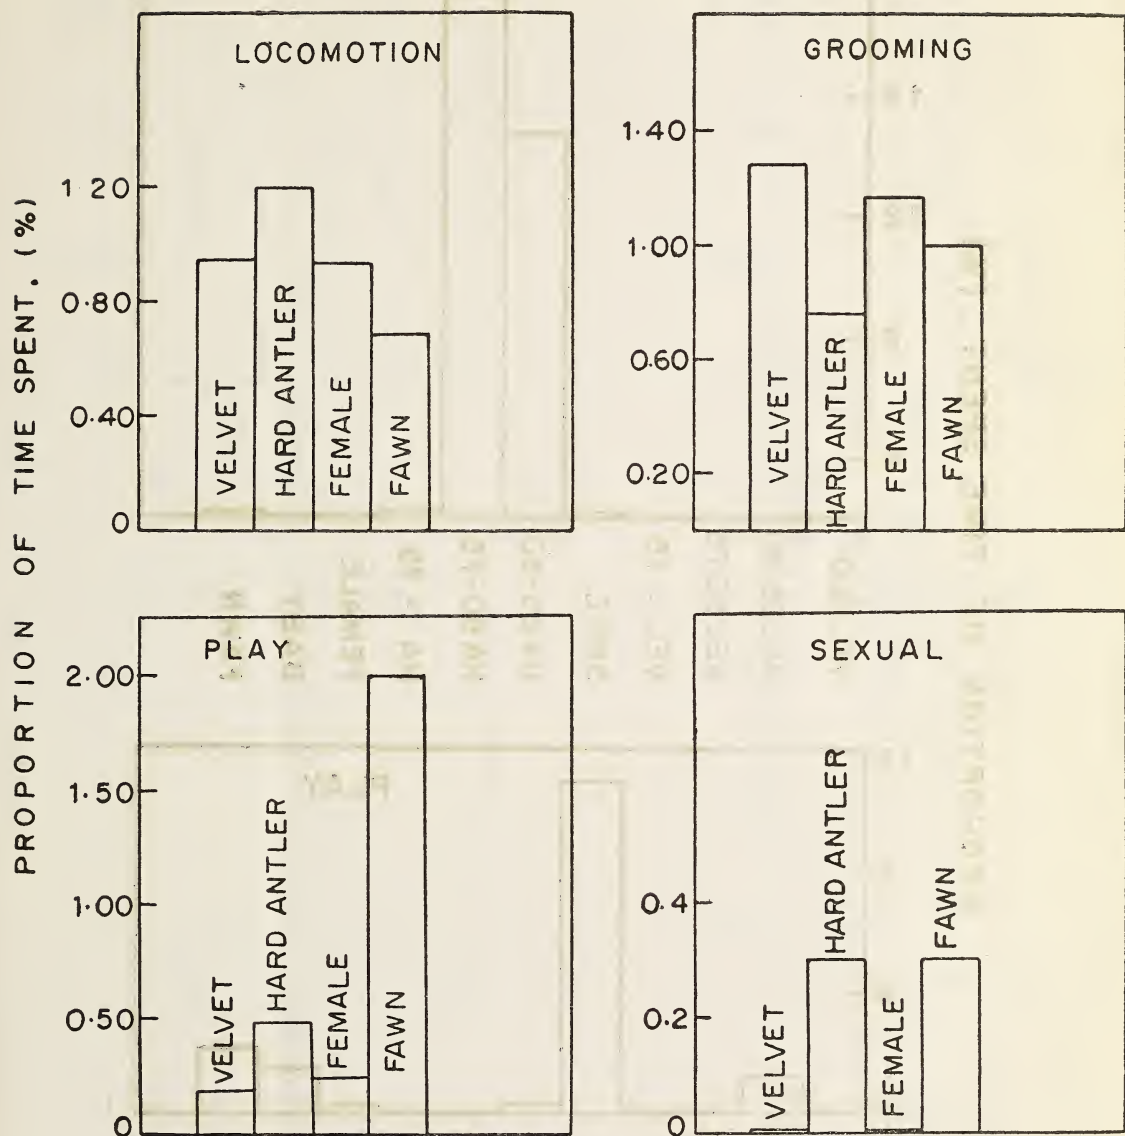 PROPORTION OF TIME SPENT. (%)
LOCOMOTION
1.20
0.80
0.40
0
VELVET
HARD ANTLER
FEMALE
FAWN
GROOMING
1.40
1.00
0.60
0.20
VELVET
HARD ANTLER
FEMALE
FAWN
PLAY
2.00
1.50
1.00
0.50
0
VELVET
HARD ANTLER
FEMALE
FAWN
SEXUAL
0.4
0.2
0
VELVET
HARD ANTLER
FEMALE
FAWN